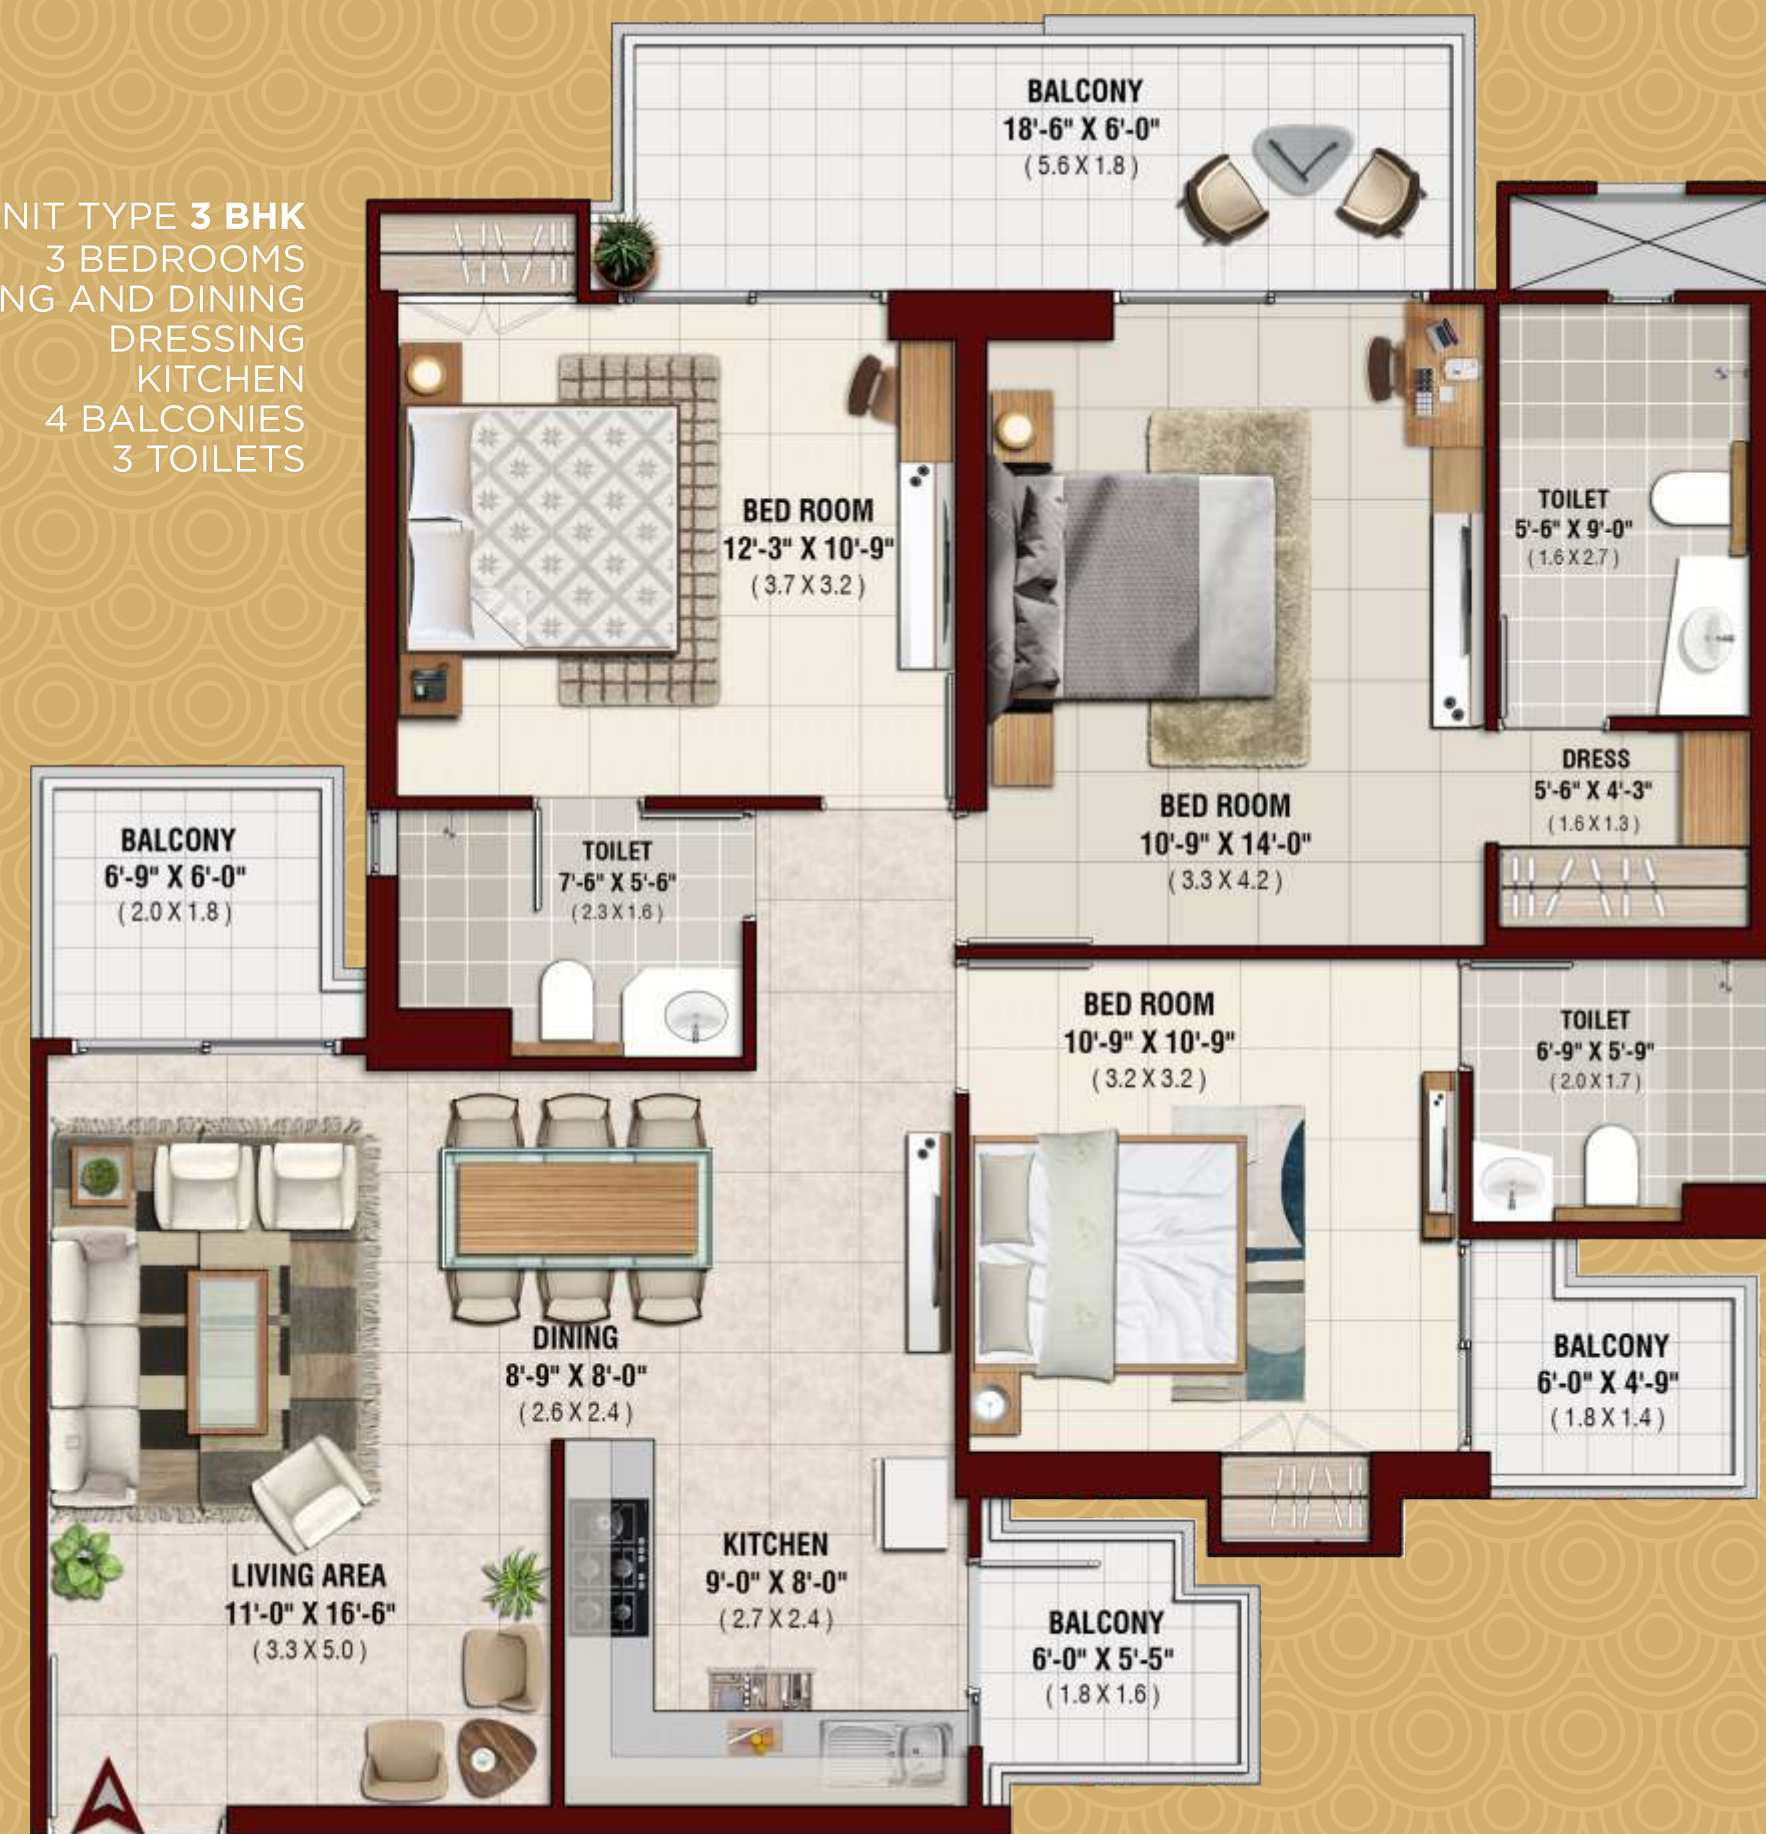 NIT TYPE 3 BHK
3 BEDROOMS
NG AND DINING
DRESSING
KITCHEN
4 BALCONIES
3 TOILETS
BALCONY
18'-6" X 6'-0"
( 5.6 X 1.8 )
BED ROOM
12'-3" X 10'-9"
( 3.7 X 3.2 )
TOILET
5'-6" X 9'-0"
( 1.6 X 2.7 )
DRESS
5'-6" X 4'-3"
( 1.6 X 1.3 )
BED ROOM
10'-9" X 14'-0"
( 3.3 X 4.2 )
BALCONY
6'-9" X 6'-0"
( 2.0 X 1.8 )
TOILET
7'-6" X 5'-6"
( 2.3 X 1.6 )
BED ROOM
10'-9" X 10'-9"
( 3.2 X 3.2 )
TOILET
6'-9" X 5'-9"
( 2.0 X 1.7 )
DINING
8'-9" X 8'-0"
( 2.6 X 2.4 )
BALCONY
6'-0" X 4'-9"
( 1.8 X 1.4 )
LIVING AREA
11'-0" X 16'-6"
( 3.3 X 5.0 )
KITCHEN
9'-0" X 8'-0"
( 2.7 X 2.4 )
BALCONY
6'-0" X 5'-5"
( 1.8 X 1.6 )